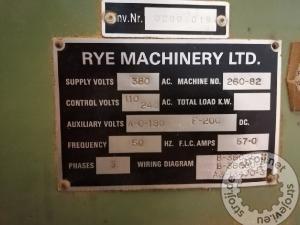 Inv.Nr.
RYE MACHINERY LTD.
SUPPLY VOLTS 380 AC. MACHINE NO. 260-82
CONTROL VOLTS 110 24 AC. TOTAL LOAD K.W.
AUXILIARY VOLTS DC.
FREQUENCY 50 HZ. F.L.C. AMPS 57-0
PHASES 3 WIRING DIAGRAM